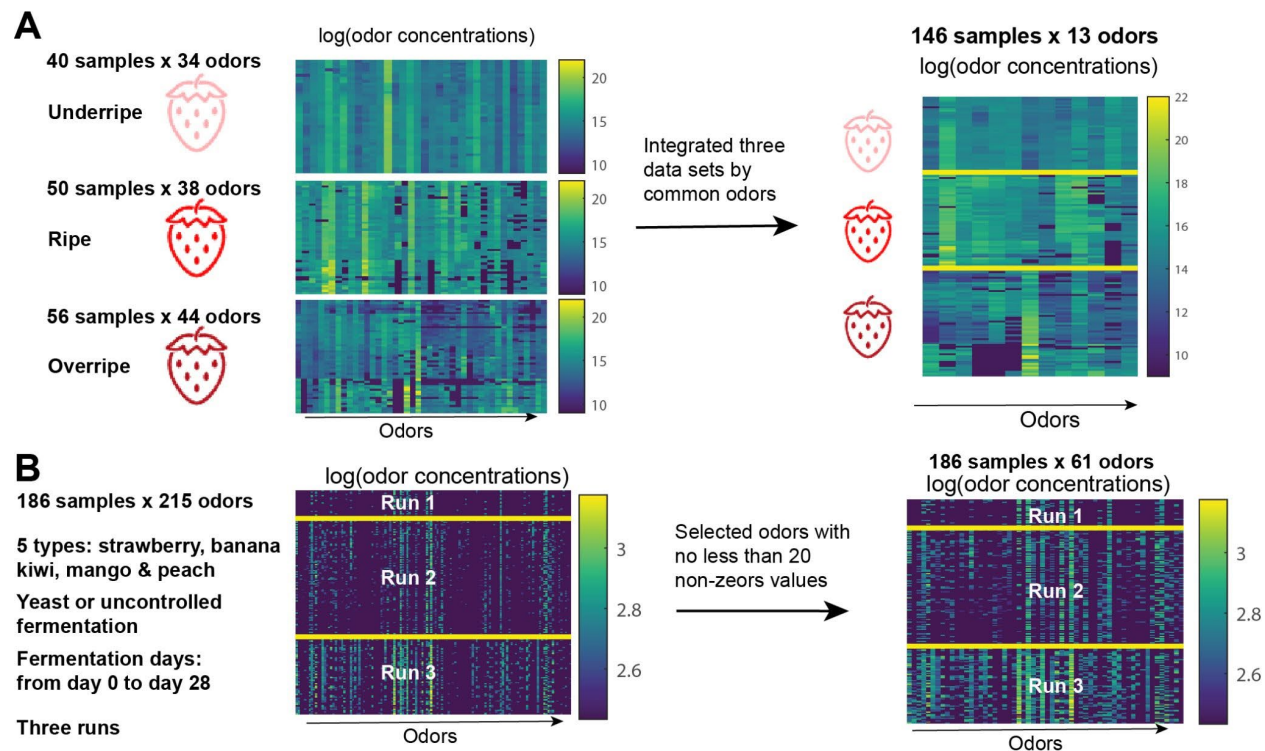 A
40 samples x 34 odors
Underripe
50 samples x 38 odors
Ripe
56 samples x 44 odors
Overripe
log(odor concentrations)
20
15
10
20
15
10
20
15
10
Odors
Integrated three
data sets by
common odors
146 samples x 13 odors
log(odor concentrations)
22
20
18
16
14
12
10
Odors
B
186 samples x 215 odors
5 types: strawberry, banana
kiwi, mango & peach
Yeast or uncontrolled
fermentation
Fermentation days:
from day 0 to day 28
Three runs
log(odor concentrations)
Run 1
Run 2
Run 3
3
2.8
2.6
Odors
Selected odors with
no less than 20
non-zeors values
186 samples x 61 odors
log(odor concentrations)
Run 1
Run 2
Run 3
3
2.8
2.6
Odors